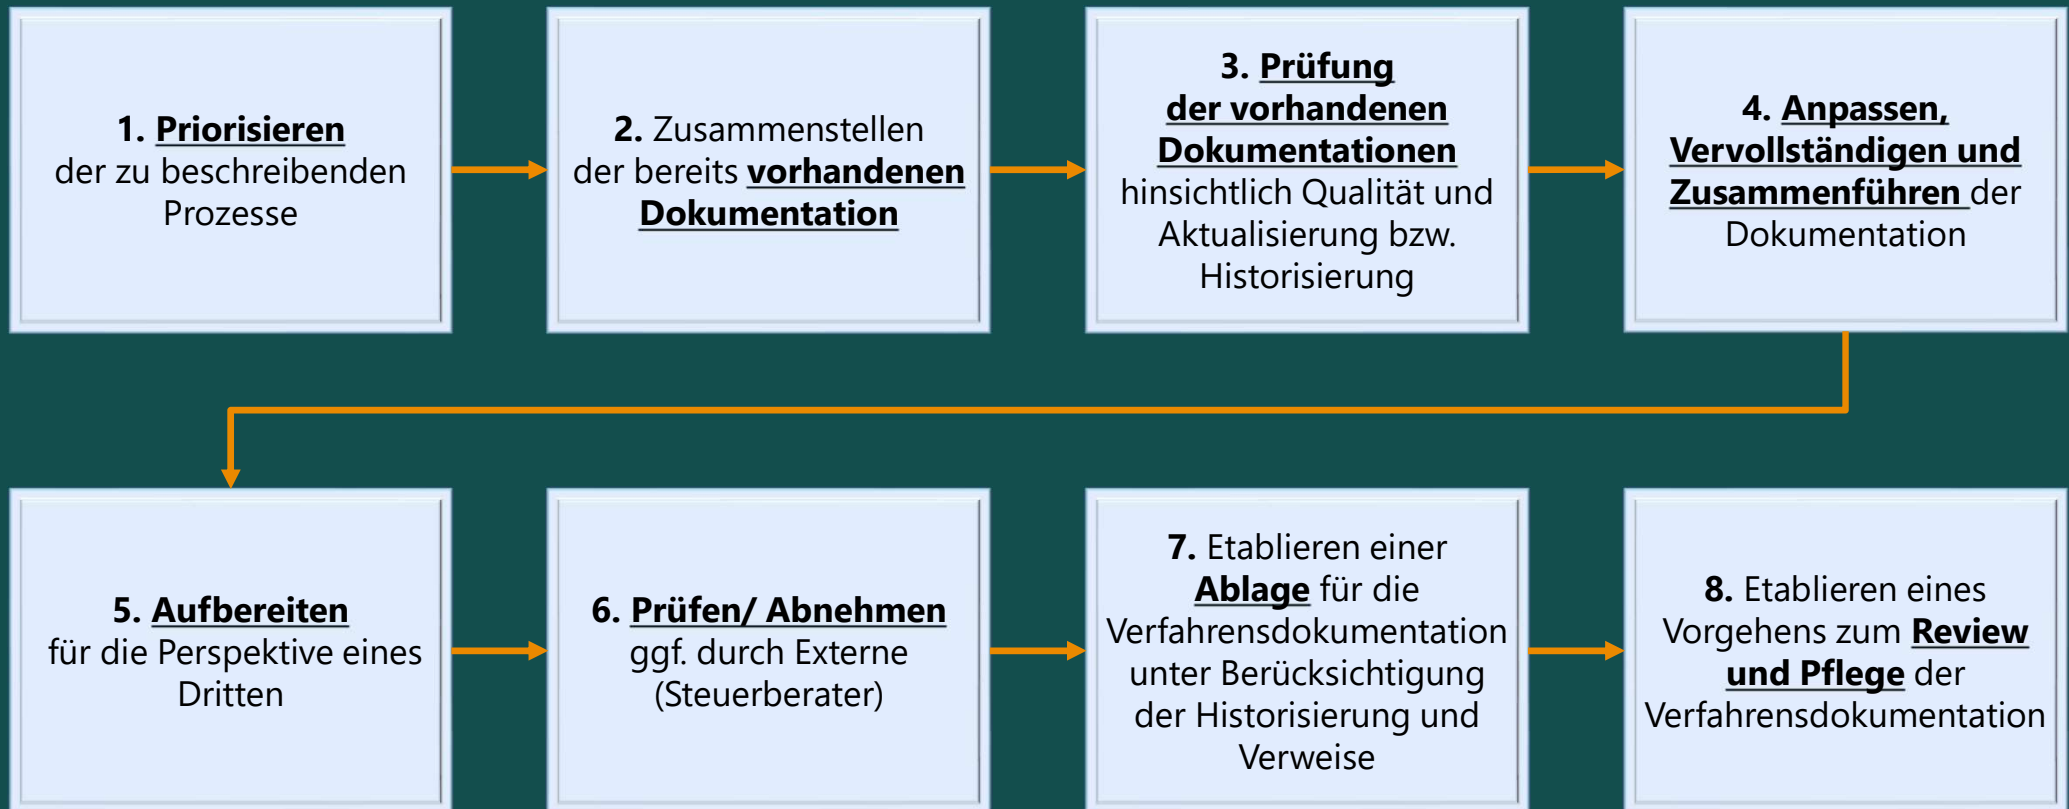 1. Priorisieren
der zu beschreibenden
Prozesse
2. Zusammenstellen
der bereits vorhandenen
Dokumentation
3. Prüfung
der vorhandenen
Dokumentationen
hinsichtlich Qualität und
Aktualisierung bzw.
Historisierung
4. Anpassen,
Vervollständigen und
Zusammenführen der
Dokumentation
5. Aufbereiten
für die Perspektive eines
Dritten
6. Prüfen/ Abnehmen
ggf. durch Externe
(Steuerberater)
7. Etablieren einer
Ablage für die
Verfahrensdokumentation
unter Berücksichtigung
der Historisierung und
Verweise
8. Etablieren eines
Vorgehens zum Review
und Pflege der
Verfahrensdokumentation